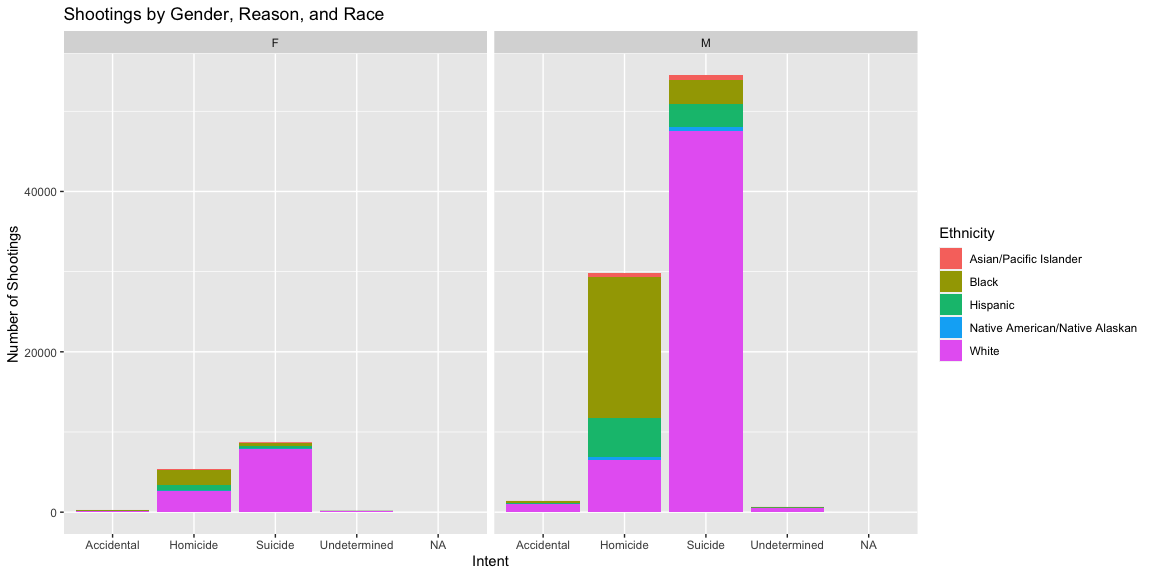 Shootings by Gender, Reason, and Race
F
M
Number of Shootings
40000
20000
0
Accidental Homicide Suicide Undetermined NA
Accidental Homicide Suicide Undetermined NA
Intent
Ethnicity
Asian/Pacific Islander
Black
Hispanic
Native American/Native Alaskan
White